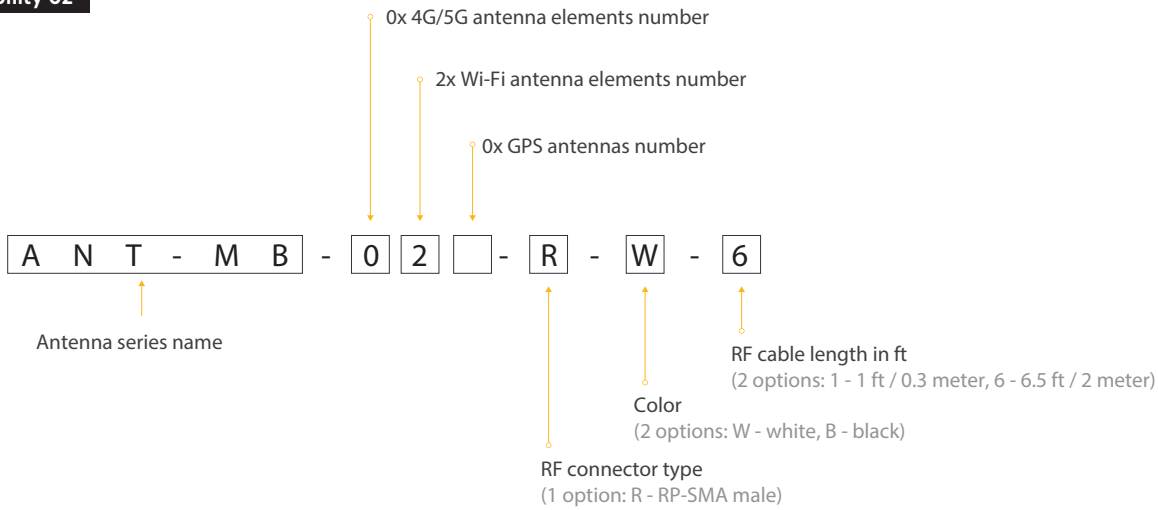 0x 4G/5G antenna elements number
2x Wi-Fi antenna elements number
0x GPS antennas number
ANT-MB - 0 2 - R - W - 6
Antenna series name
RF cable length in ft
(2 options: 1 - 1 ft / 0.3 meter, 6 - 6.5 ft / 2 meter)
Color
(2 options: W - white, B - black)
RF connector type
(1 option: R - RP-SMA male)